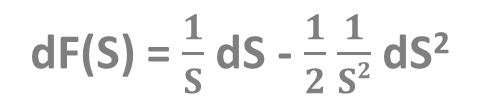 dF(S) = 1/S dS - 1/2 1/S² dS²